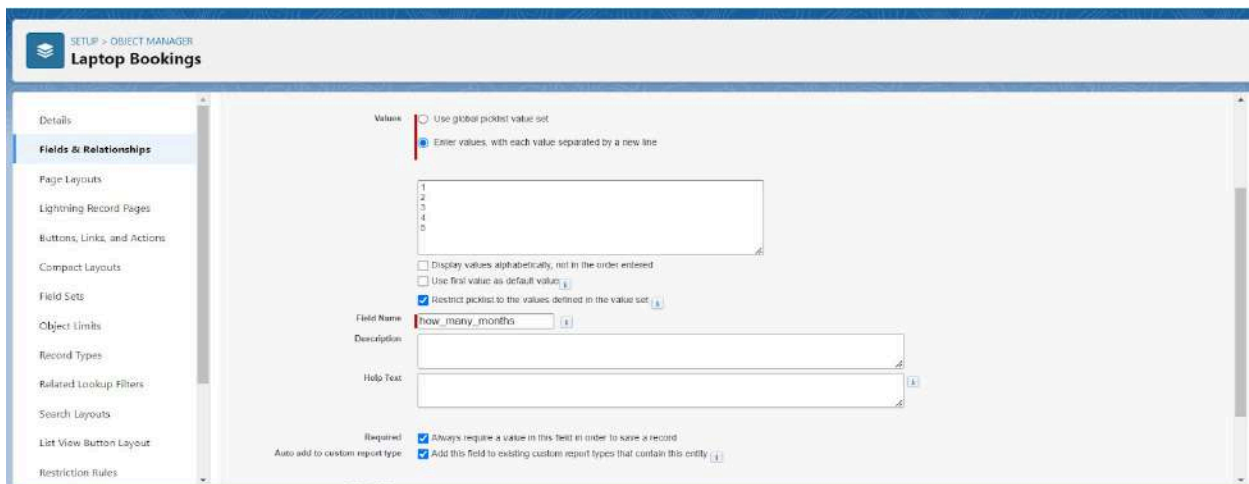 SETUP > OBJECT MANAGER
Laptop Bookings
Details
Fields & Relationships
Page Layouts
Lightning Record Pages
Buttons, Links, and Actions
Compact Layouts
Field Sets
Object Limits
Record Types
Related Lookup Filters
Search Layouts
List View Button Layout
Restriction Rules
Values
Use global picklist value set
Enter values, with each value separated by a new line
1
2
3
4
5
Display values alphabetically, not in the order entered
Use first value as default value i
Restrict picklist to the values defined in the value set i
Field Name how_many_months i
Description
Help Text i
Required Always require a value in this field in order to save a record
Auto add to custom report type Add this field to existing custom report types that contain this entity i